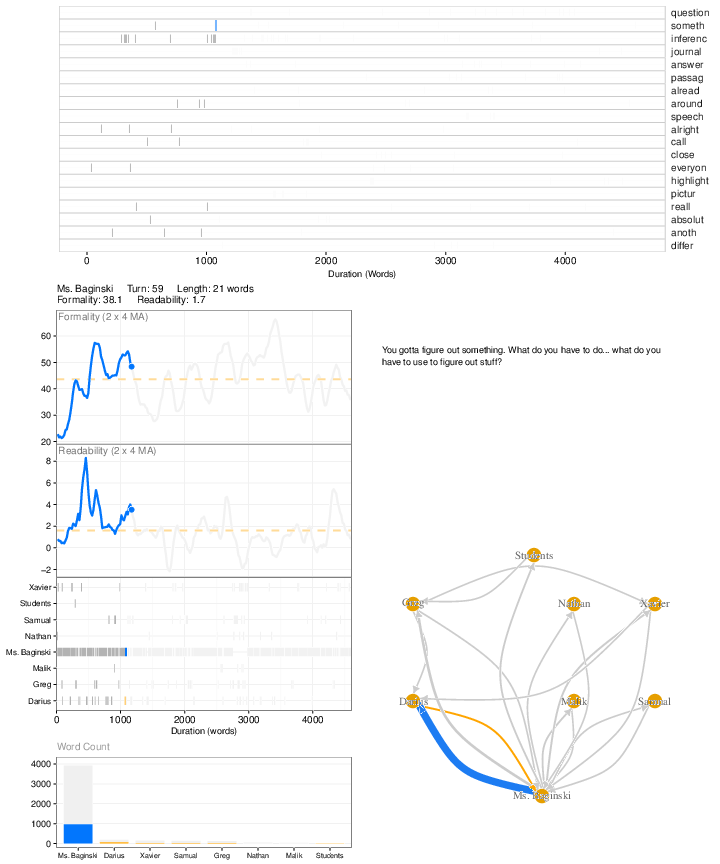 question
someth
inferenc
journal
answer
passag
alread
around
speech
alright
call
close
everyon
highlight
pictur
reall
absolut
anoth
differ
0 1000 2000 3000 4000
Duration (Words)
Ms. Baginski Turn: 59 Length: 21 words
Formality: 38.1 Readability: 1.7
Formality (2 x 4 MA)
60
50
40
30
20
You gotta figure out something. What do you have to do... what do you
have to use to figure out stuff?
Readability (2 x 4 MA)
8
6
4
2
0
−2
Xavier
Students
Samual
Nathan
Ms. Baginski
Malik
Greg
Darius
0 1000 2000 3000 4000
Duration (words)
Students
Greg Nathan Xavier
Darius Malik Samual
Ms. Baginski
Word Count
4000
3000
2000
1000
0
Ms. Baginski Darius Xavier Samual Greg Nathan Malik Students